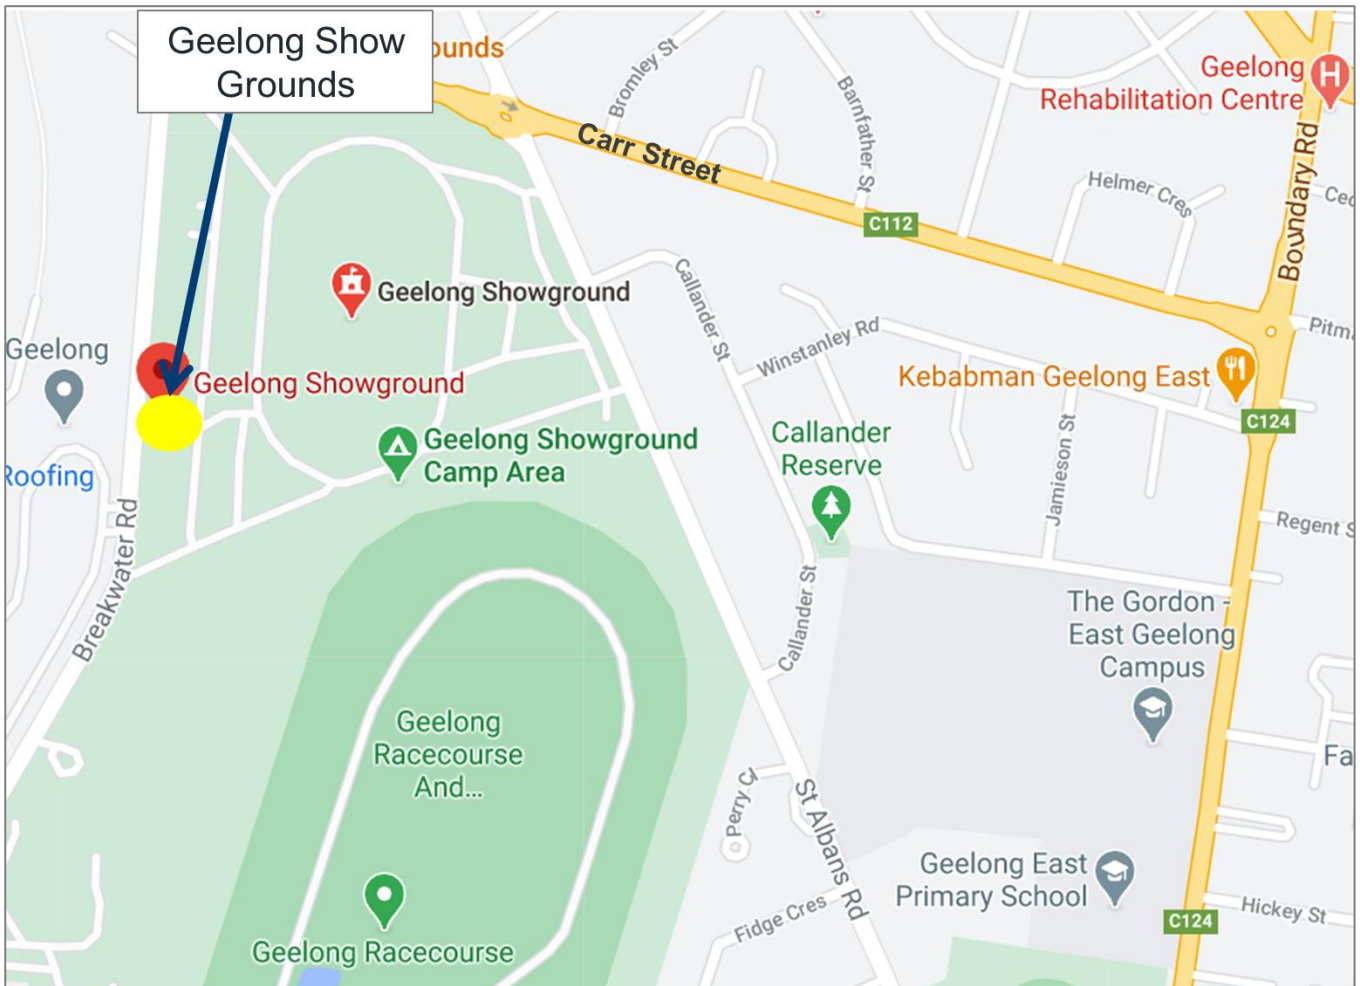 Geelong Show
Grounds
ounds
Carr Street
Bromley St
Barnfather St
Geelong
Rehabilitation Centre
H
Boundary Rd
Helmer Cres
C112
Geelong Showground
Callander St
Winstanley Rd
Geelong
Geelong Showground
Kebabman Geelong East
C124
Geelong Showground
Camp Area
Callander
Reserve
Jamieson St
Roofing
Breakwater Rd
Regent S
Callander St
The Gordon -
East Geelong
Campus
Geelong
Racecourse
And...
Perry Cl
St Albans Rd
Geelong East
Primary School
Fidge Cres
C124
Hickey St
Geelong Racecourse